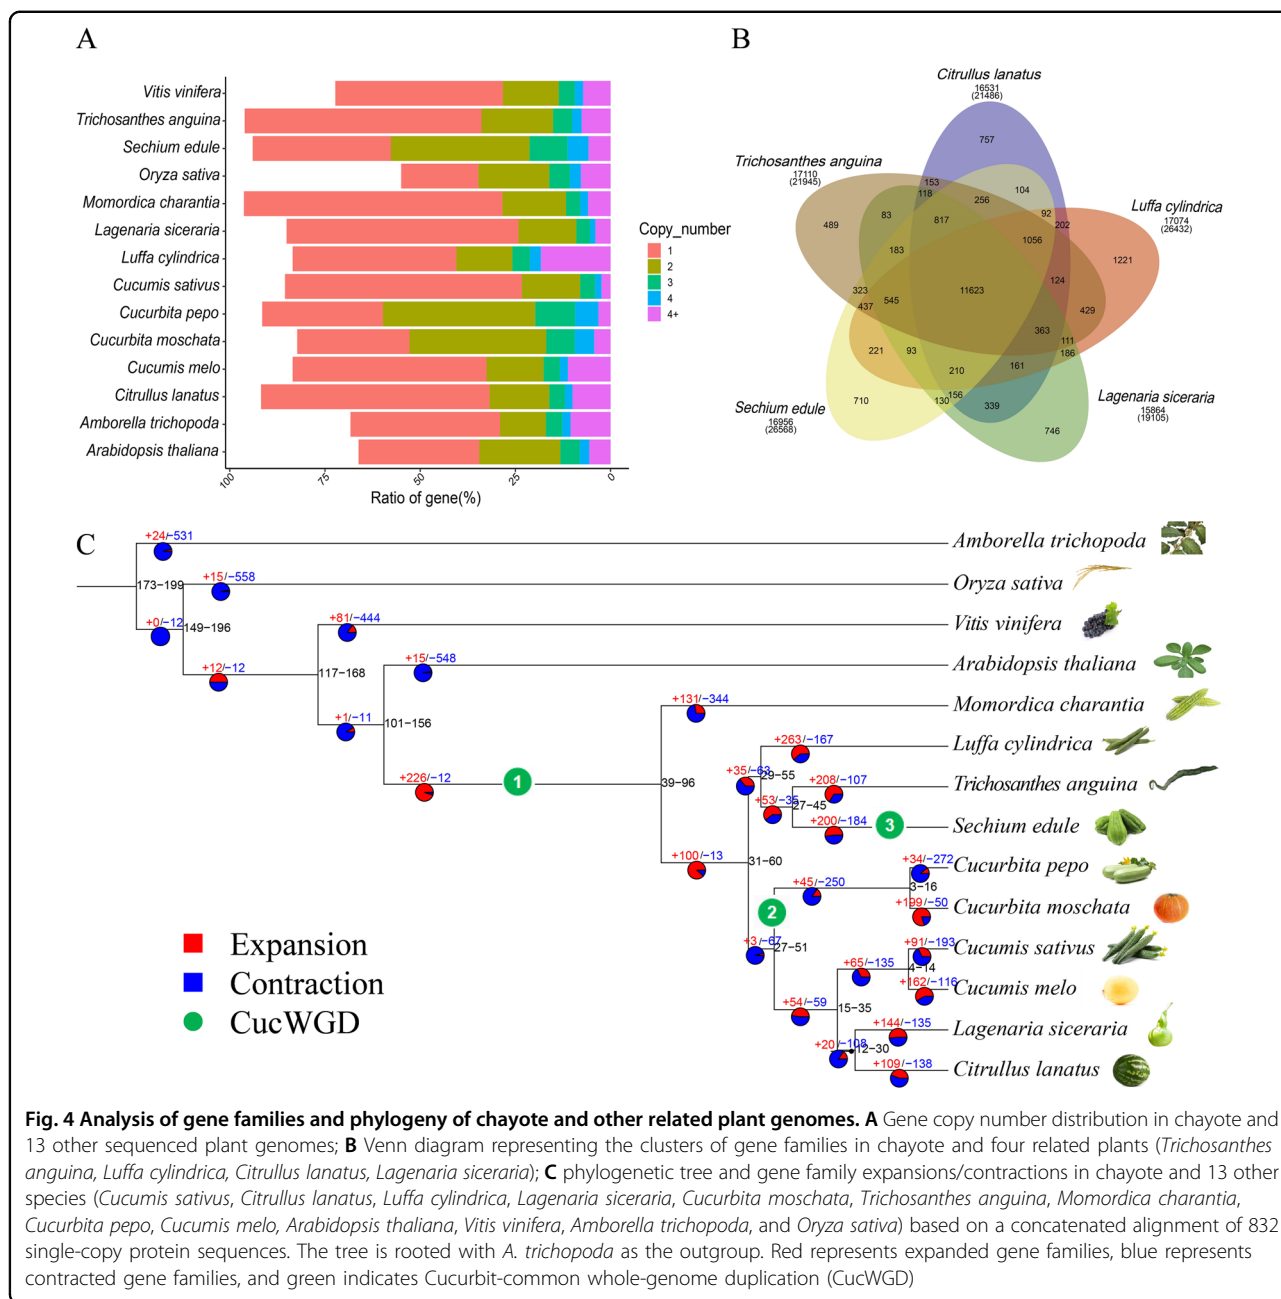 A
Vitis vinifera
Trichosanthes anguina
Sechium edule
Oryza sativa
Momordica charantia
Lagenaria siceraria
Luffa cylindrica
Cucumis sativus
Cucurbita pepo
Cucurbita moschata
Cucumis melo
Citrullus lanatus
Amborella trichopoda
Arabidopsis thaliana
100 75 50 25 0
Ratio of gene(%)
Copy_number
1
2
3
4
4+
B
Citrullus lanatus
16531
(21486)
757
Trichosanthes anguina
17110
(21945)
153
118
104
256
Luffa cylindrica
17074
(26432)
489
83
817
92
202
1056
1221
183
124
323
437
545
11623
429
363
111
186
221
93
210
161
Lagenaria siceraria
15864
(19105)
Sechium edule
16956
(26568)
710
130
156
339
746
C
+24/−531
Amborella trichopoda
173−199
+15/−558
Oryza sativa
+0/−12
149−196
+81/−444
Vitis vinifera
+12/−12
117−168
+15/−548
Arabidopsis thaliana
+1/−11
101−156
+131/−344
Momordica charantia
+226/−12
1
39−96
+263/−167
Luffa cylindrica
+35/−63
29−55
+208/−107
Trichosanthes anguina
+53/−35
27−45
+200/−184
3
Sechium edule
+100/−13
31−60
+34/−272
Cucurbita pepo
+45/−250
3−16
+199/−50
Cucurbita moschata
2
+3/−67
27−51
+91/−193
Cucumis sativus
+65/−135
4−14
+162/−116
Cucumis melo
+54/−59
15−35
+144/−135
Lagenaria siceraria
+20/−108
12−30
+109/−138
Citrullus lanatus
Expansion
Contraction
CucWGD
Fig. 4 Analysis of gene families and phylogeny of chayote and other related plant genomes. A Gene copy number distribution in chayote and
13 other sequenced plant genomes; B Venn diagram representing the clusters of gene families in chayote and four related plants (Trichosanthes
anguina, Luffa cylindrica, Citrullus lanatus, Lagenaria siceraria); C phylogenetic tree and gene family expansions/contractions in chayote and 13 other
species (Cucumis sativus, Citrullus lanatus, Luffa cylindrica, Lagenaria siceraria, Cucurbita moschata, Trichosanthes anguina, Momordica charantia,
Cucurbita pepo, Cucumis melo, Arabidopsis thaliana, Vitis vinifera, Amborella trichopoda, and Oryza sativa) based on a concatenated alignment of 832
single-copy protein sequences. The tree is rooted with A. trichopoda as the outgroup. Red represents expanded gene families, blue represents
contracted gene families, and green indicates Cucurbit-common whole-genome duplication (CucWGD)